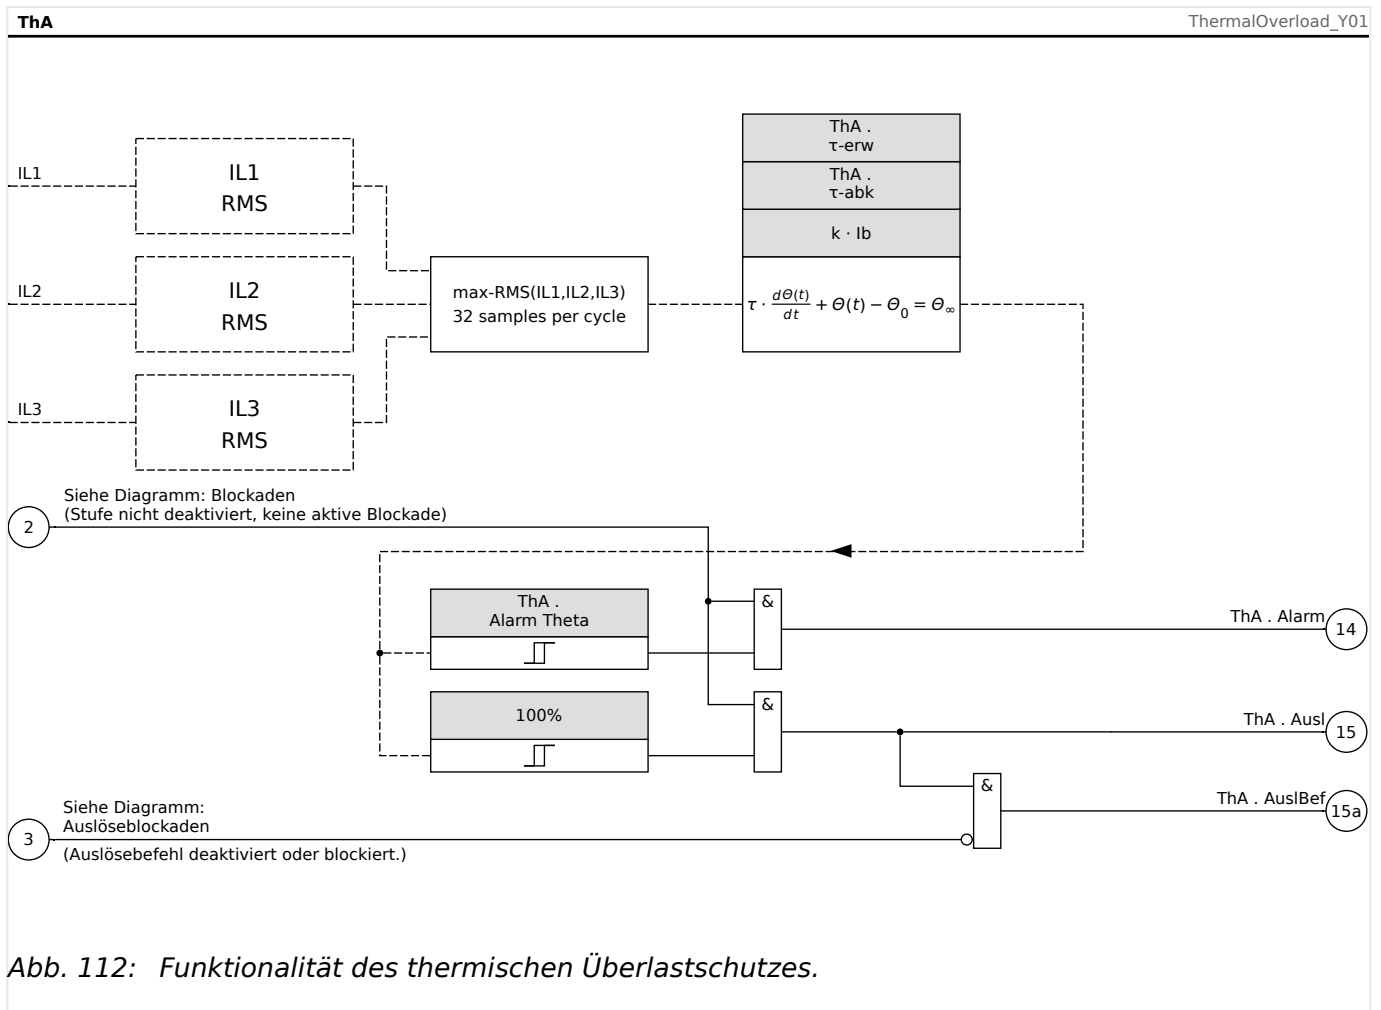 ThA
ThermalOverload_Y01
ThA .
τ-erw
ThA .
τ-abk
k · Ib
τ · dΘ(t)/dt + Θ(t) − Θ₀ = Θ∞
IL1
IL1
RMS
IL2
IL2
RMS
max-RMS(IL1,IL2,IL3)
32 samples per cycle
IL3
IL3
RMS
Siehe Diagramm: Blockaden
(Stufe nicht deaktiviert, keine aktive Blockade)
2
ThA .
Alarm Theta
&
ThA . Alarm
14
100%
&
ThA . Ausl
15
&
ThA . AuslBef
15a
Siehe Diagramm:
Auslöseblockaden
3
(Auslösebefehl deaktiviert oder blockiert.)
Abb. 112: Funktionalität des thermischen Überlastschutzes.